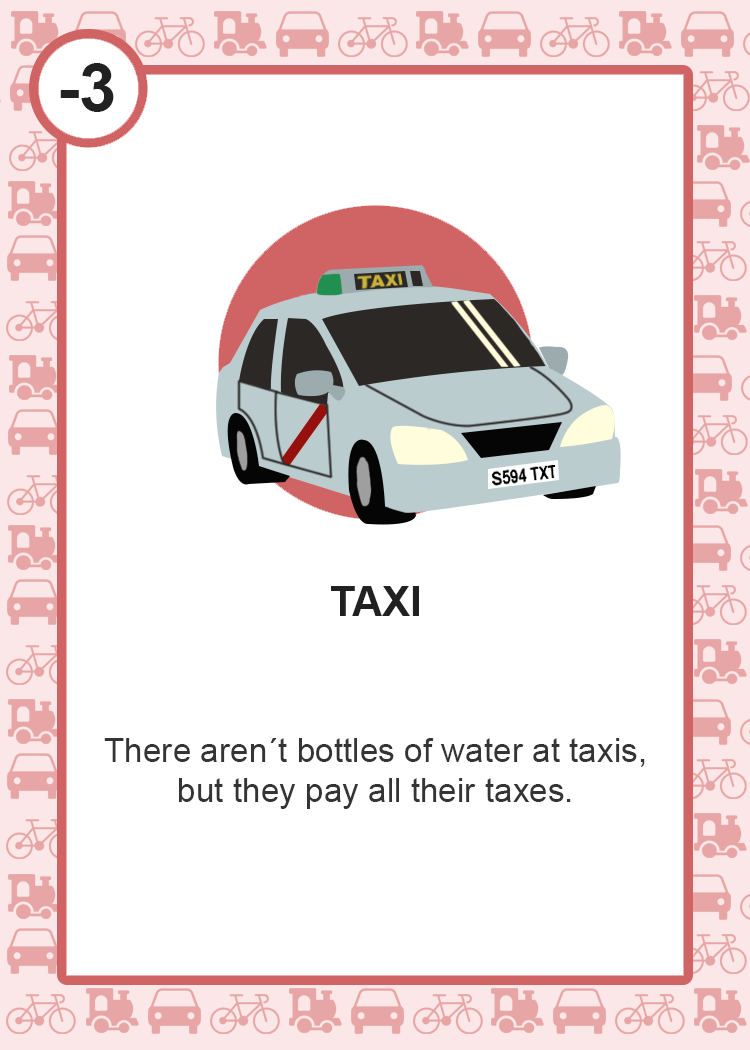 -3
TAXI
S594 TXT
TAXI
There aren´t bottles of water at taxis,
but they pay all their taxes.